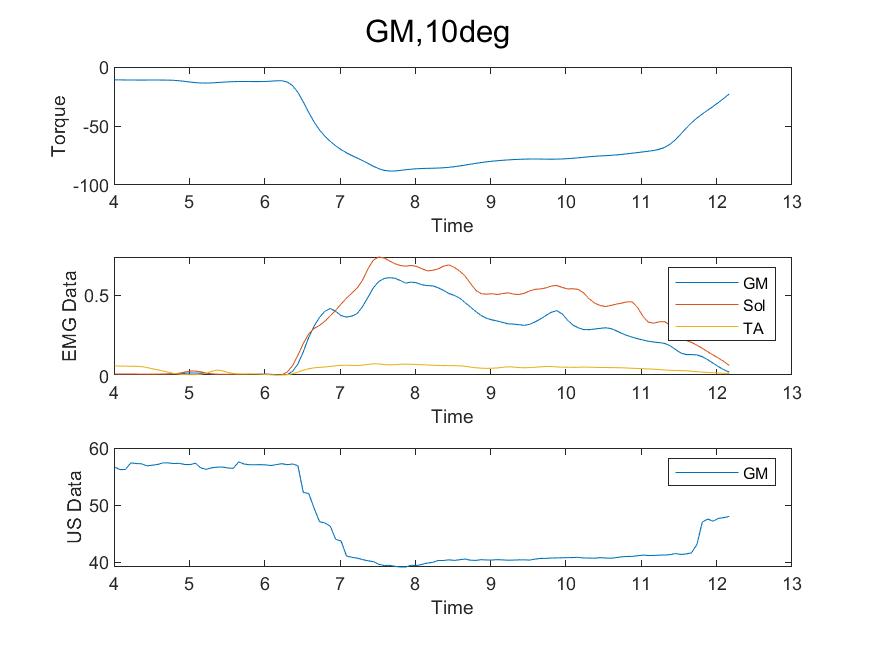 GM,10deg
0
-50
-100
Torque
4 5 6 7 8 9 10 11 12 13
Time
0.5
0
EMG Data
GM
Sol
TA
4 5 6 7 8 9 10 11 12 13
Time
60
50
40
US Data
GM
4 5 6 7 8 9 10 11 12 13
Time